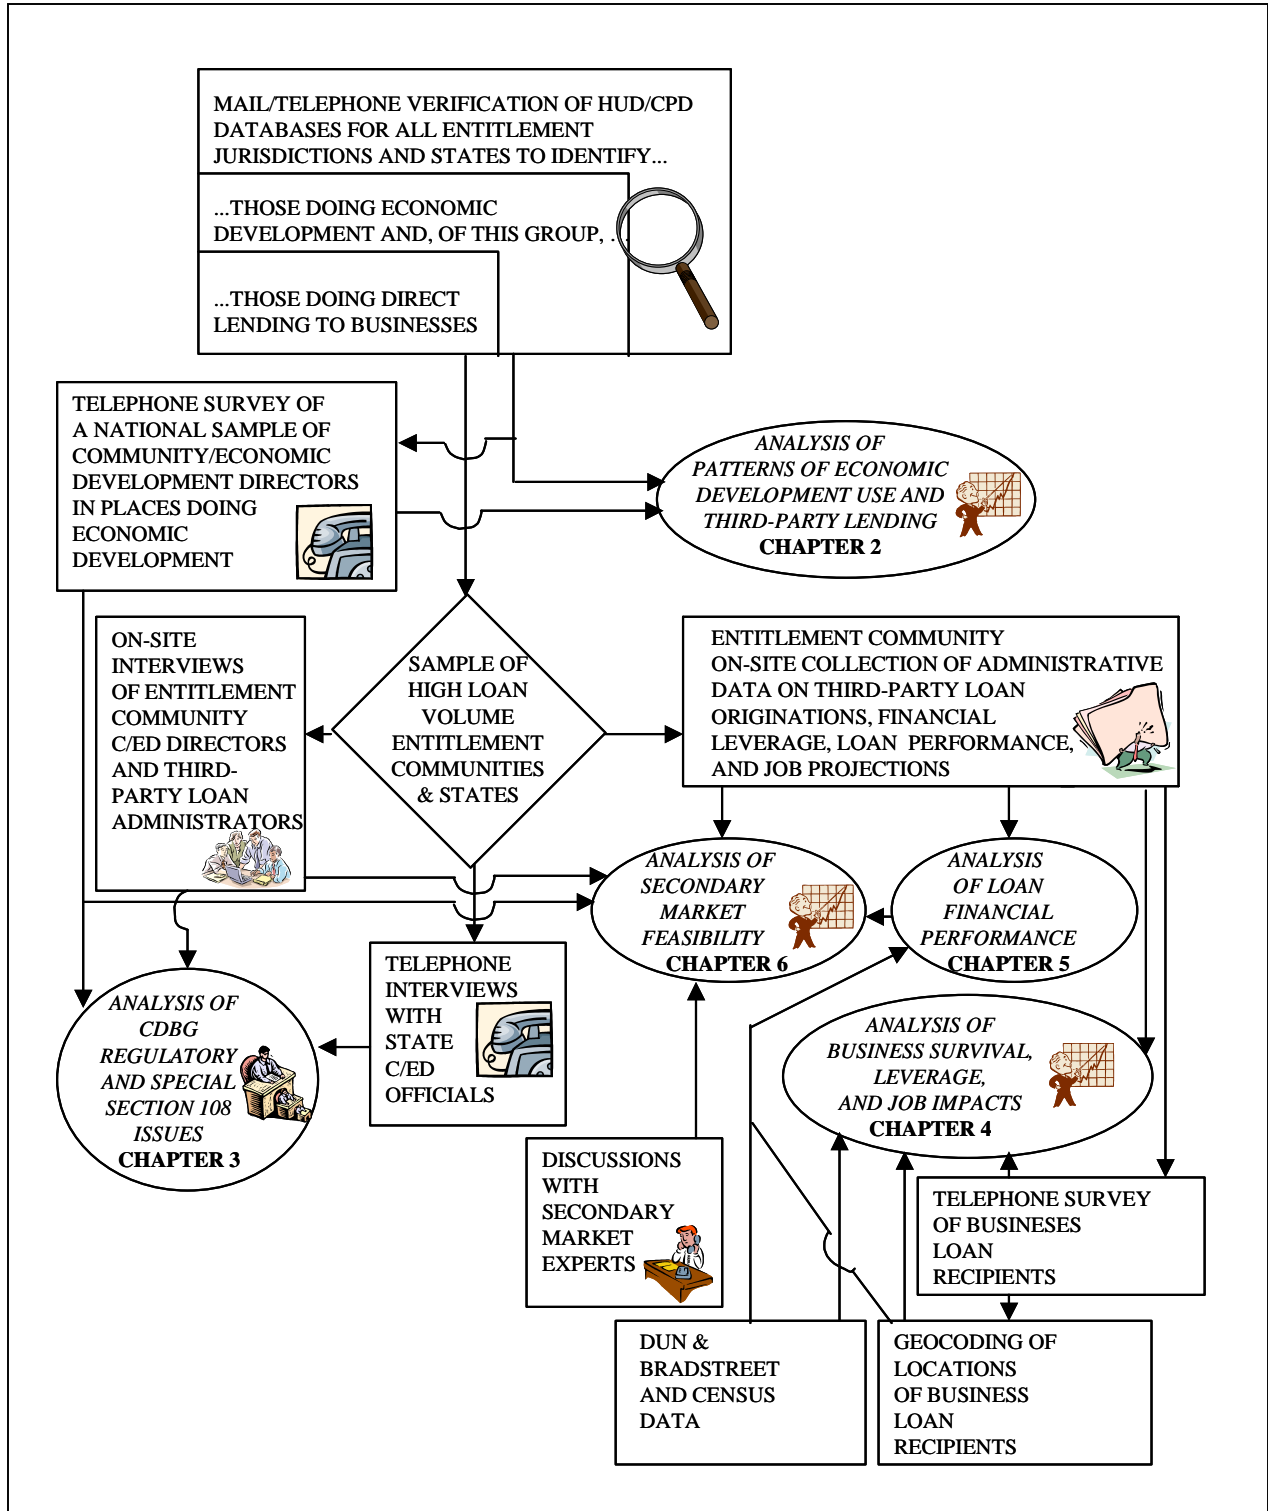 MAIL/TELEPHONE VERIFICATION OF HUD/CPD
DATABASES FOR ALL ENTITLEMENT
JURISDICTIONS AND STATES TO IDENTIFY...
...THOSE DOING ECONOMIC
DEVELOPMENT AND, OF THIS GROUP, ...
...THOSE DOING DIRECT
LENDING TO BUSINESSES
TELEPHONE SURVEY OF
A NATIONAL SAMPLE OF
COMMUNITY/ECONOMIC
DEVELOPMENT DIRECTORS
IN PLACES DOING
ECONOMIC
DEVELOPMENT
ANALYSIS OF
PATTERNS OF ECONOMIC
DEVELOPMENT USE AND
THIRD-PARTY LENDING
CHAPTER 2
ON-SITE
INTERVIEWS
OF ENTITLEMENT
COMMUNITY
C/ED DIRECTORS
AND THIRD-
PARTY LOAN
ADMINISTRATORS
SAMPLE OF
HIGH LOAN
VOLUME
ENTITLEMENT
COMMUNITIES
& STATES
ENTITLEMENT COMMUNITY
ON-SITE COLLECTION OF ADMINISTRATIVE
DATA ON THIRD-PARTY LOAN
ORIGINATIONS, FINANCIAL
LEVERAGE, LOAN PERFORMANCE,
AND JOB PROJECTIONS
ANALYSIS OF
SECONDARY
MARKET
FEASIBILITY
CHAPTER 6
ANALYSIS
OF LOAN
FINANCIAL
PERFORMANCE
CHAPTER 5
ANALYSIS OF
CDBG
REGULATORY
AND SPECIAL
SECTION 108
ISSUES
CHAPTER 3
TELEPHONE
INTERVIEWS
WITH
STATE
C/ED
OFFICIALS
ANALYSIS OF
BUSINESS SURVIVAL,
LEVERAGE,
AND JOB IMPACTS
CHAPTER 4
DISCUSSIONS
WITH
SECONDARY
MARKET
EXPERTS
TELEPHONE SURVEY
OF BUSINESES
LOAN
RECIPIENTS
DUN &
BRADSTREET
AND CENSUS
DATA
GEOCODING OF
LOCATIONS
OF BUSINESS
LOAN
RECIPIENTS